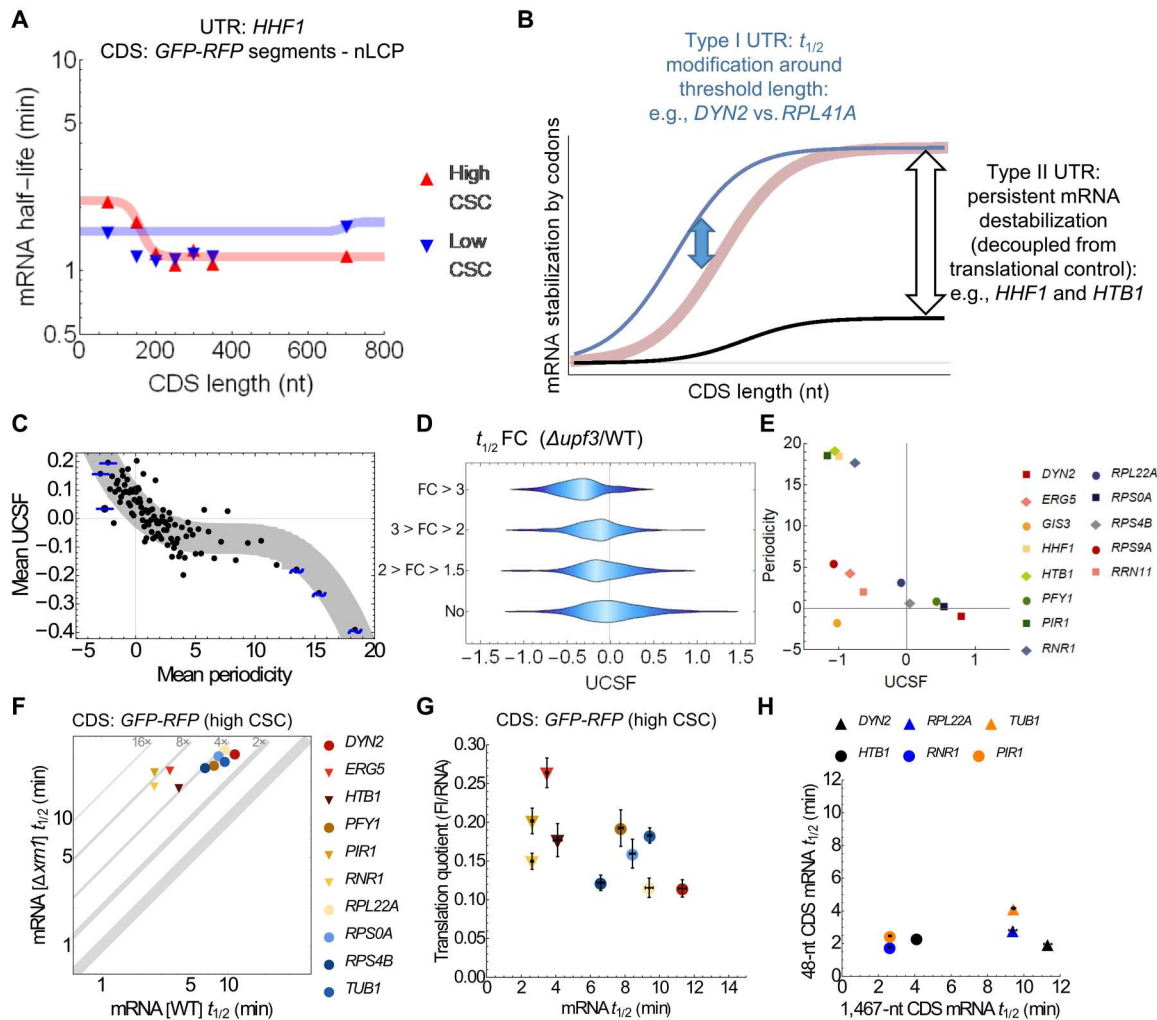 A
UTR: HHF1
CDS: GFP-RFP segments - nLCP
10
5
1
0.5
mRNA half-life (min)
0 200 400 600 800
CDS length (nt)
High
CSC
Low
CSC
B
Type I UTR: t1/2
modification around
threshold length:
e.g., DYN2 vs. RPL41A
mRNA stabilization by codons
CDS length (nt)
Type II UTR:
persistent mRNA
destabilization
(decoupled from
translational control):
e.g., HHF1 and HTB1
C
0.2
0.1
0.0
−0.1
−0.2
−0.3
−0.4
Mean UCSF
−5 0 5 10 15 20
Mean periodicity
D
t1/2 FC (Δupf3/WT)
FC > 3
3 > FC > 2
2 > FC > 1.5
No
−1.5 −1.0 −0.5 0.0 0.5 1.0 1.5
UCSF
E
20
15
10
5
0
−5
Periodicity
−1 0 1
UCSF
DYN2
ERG5
GIS3
HHF1
HTB1
PFY1
PIR1
RNR1
RPL22A
RPS0A
RPS4B
RPS9A
RRN11
F
CDS: GFP-RFP (high CSC)
16× 8× 4× 2×
10
5
1
mRNA [Δxrn1] t1/2 (min)
1 5 10
mRNA [WT] t1/2 (min)
DYN2
ERG5
HTB1
PFY1
PIR1
RNR1
RPL22A
RPS0A
RPS4B
TUB1
G
CDS: GFP-RFP (high CSC)
0.30
0.25
0.20
0.15
0.10
0.05
0.00
Translation quotient (FI/RNA)
0 2 4 6 8 10 12 14
mRNA t1/2 (min)
H
DYN2 RPL22A TUB1
HTB1 RNR1 PIR1
12
10
8
6
4
2
0
48-nt CDS mRNA t1/2 (min)
0 2 4 6 8 10 12
1,467-nt CDS mRNA t1/2 (min)